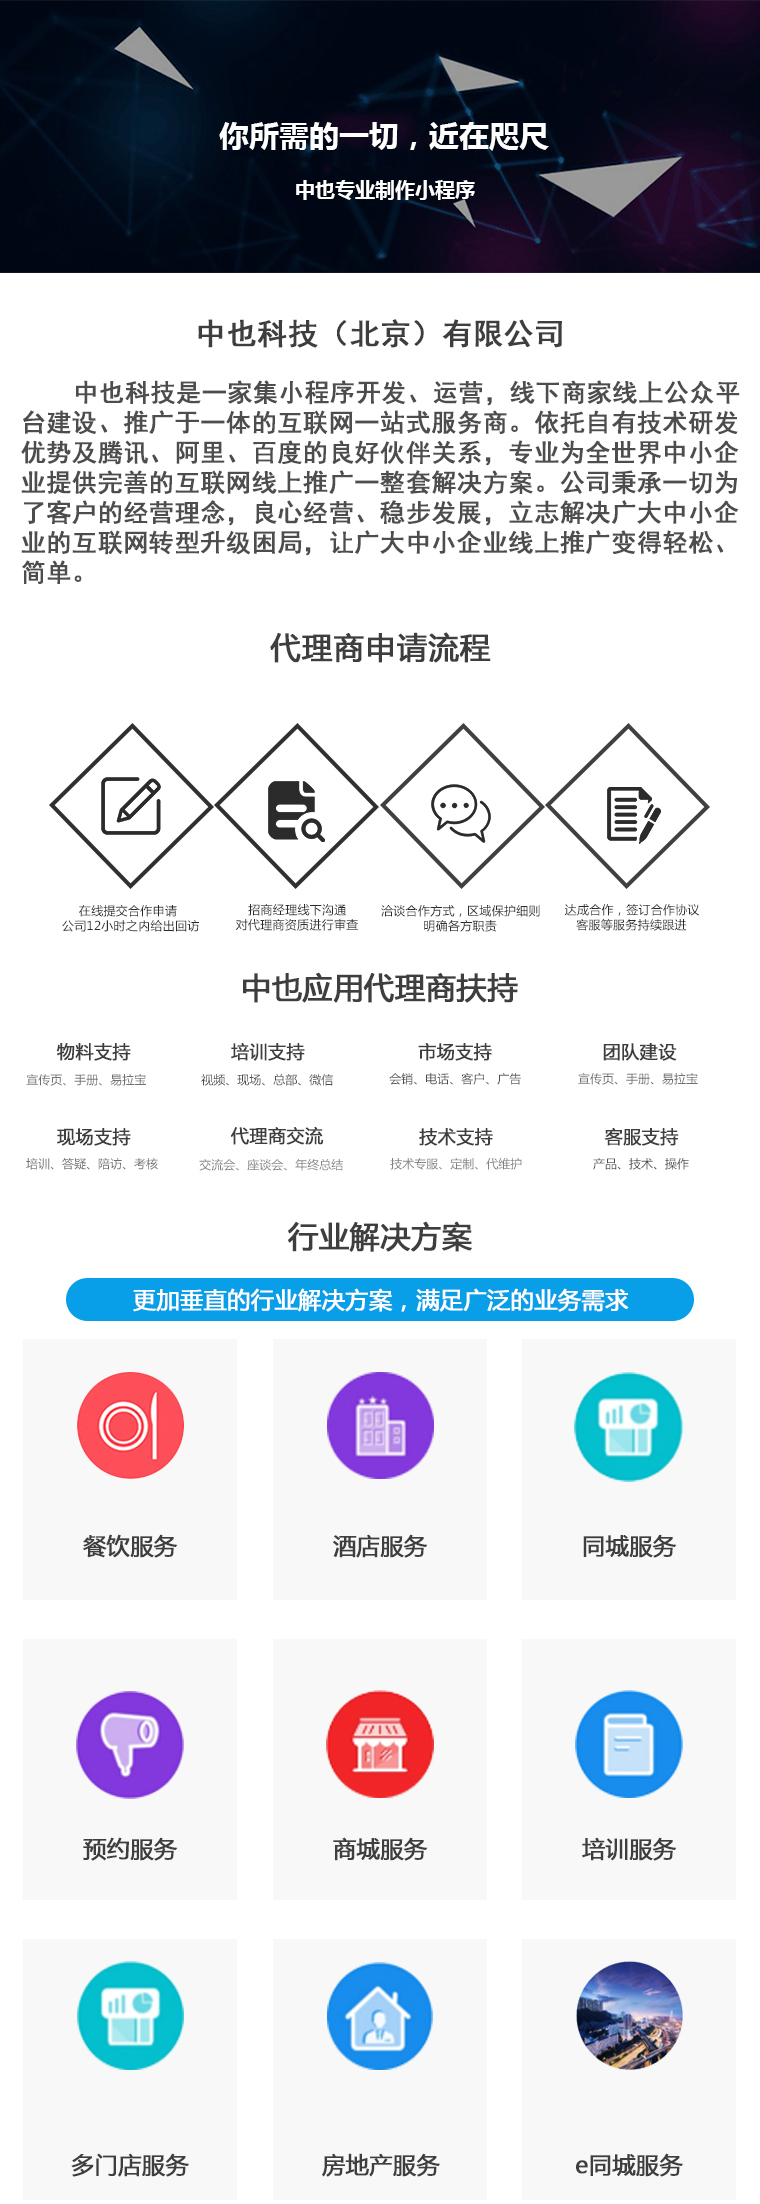 你所需的一切，近在咫尺
中也专业制作小程序
中也科技（北京）有限公司
中也科技是一家集小程序开发、运营，线下商家线上公众平
台建设、推广于一体的互联网一站式服务商。依托自有技术研发
优势及腾讯、阿里、百度的良好伙伴关系，专业为全世界中小企
业提供完善的互联网线上推广一整套解决方案。公司秉承一切为
了客户的经营理念，良心经营、稳步发展，立志解决广大中小企
业的互联网转型升级困局，让广大中小企业线上推广变得轻松、
简单。
代理商申请流程
在线提交合作申请
公司12小时之内给出回访
招商经理线下沟通
对代理商资质进行审查
洽谈合作方式，区域保护细则
明确各方职责
达成合作，签订合作协议
客服等服务持续跟进
中也应用代理商扶持
物料支持
宣传页、手册、易拉宝
培训支持
视频、现场、总部、微信
市场支持
会销、电话、客户、广告
团队建设
宣传页、手册、易拉宝
现场支持
培训、答疑、陪访、考核
代理商交流
交流会、座谈会、年终总结
技术支持
技术专服、定制、代维护
客服支持
产品、技术、操作
行业解决方案
更加垂直的行业解决方案，满足广泛的业务需求
餐饮服务
酒店服务
同城服务
预约服务
商城服务
培训服务
多门店服务
房地产服务
e同城服务